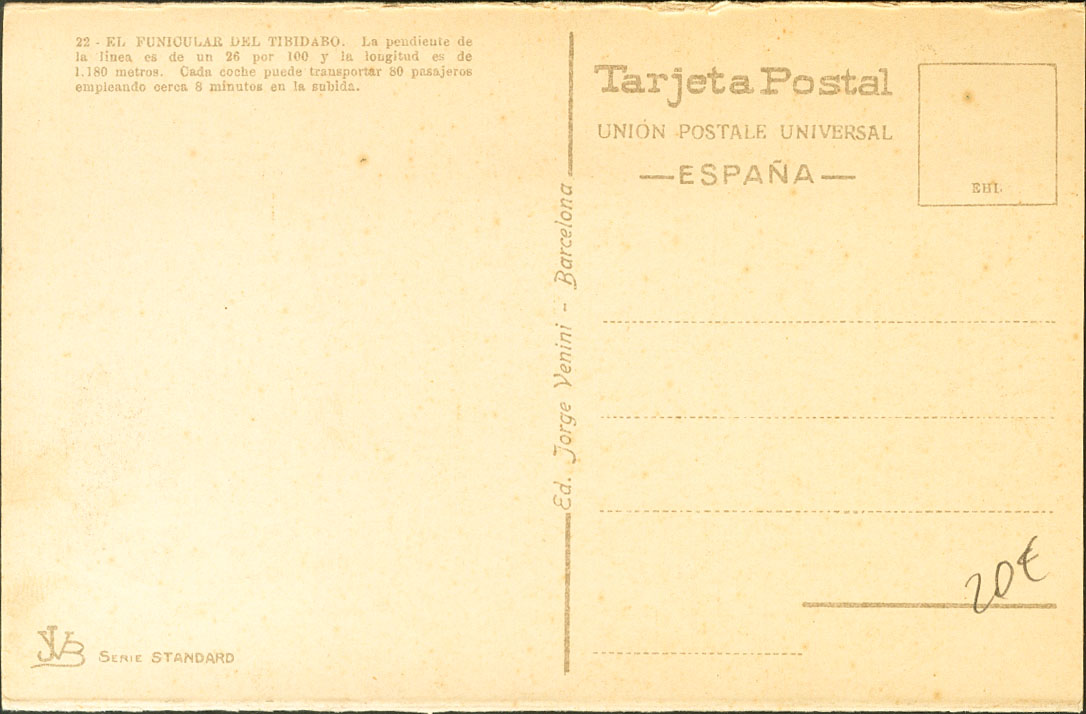 22 - EL FUNICULAR DEL TIBIDABO. La pendiente de
la linea es de un 26 por 100 y la longitud es de
1.180 metros. Cada coche puede transportar 80 pasajeros
empleando cerca 8 minutos en la subida.
Tarjeta Postal
UNIÓN POSTALE UNIVERSAL
—ESPAÑA—
EHL
Ed. Jorge Venini - Barcelona
20€
JVB SERIE STANDARD